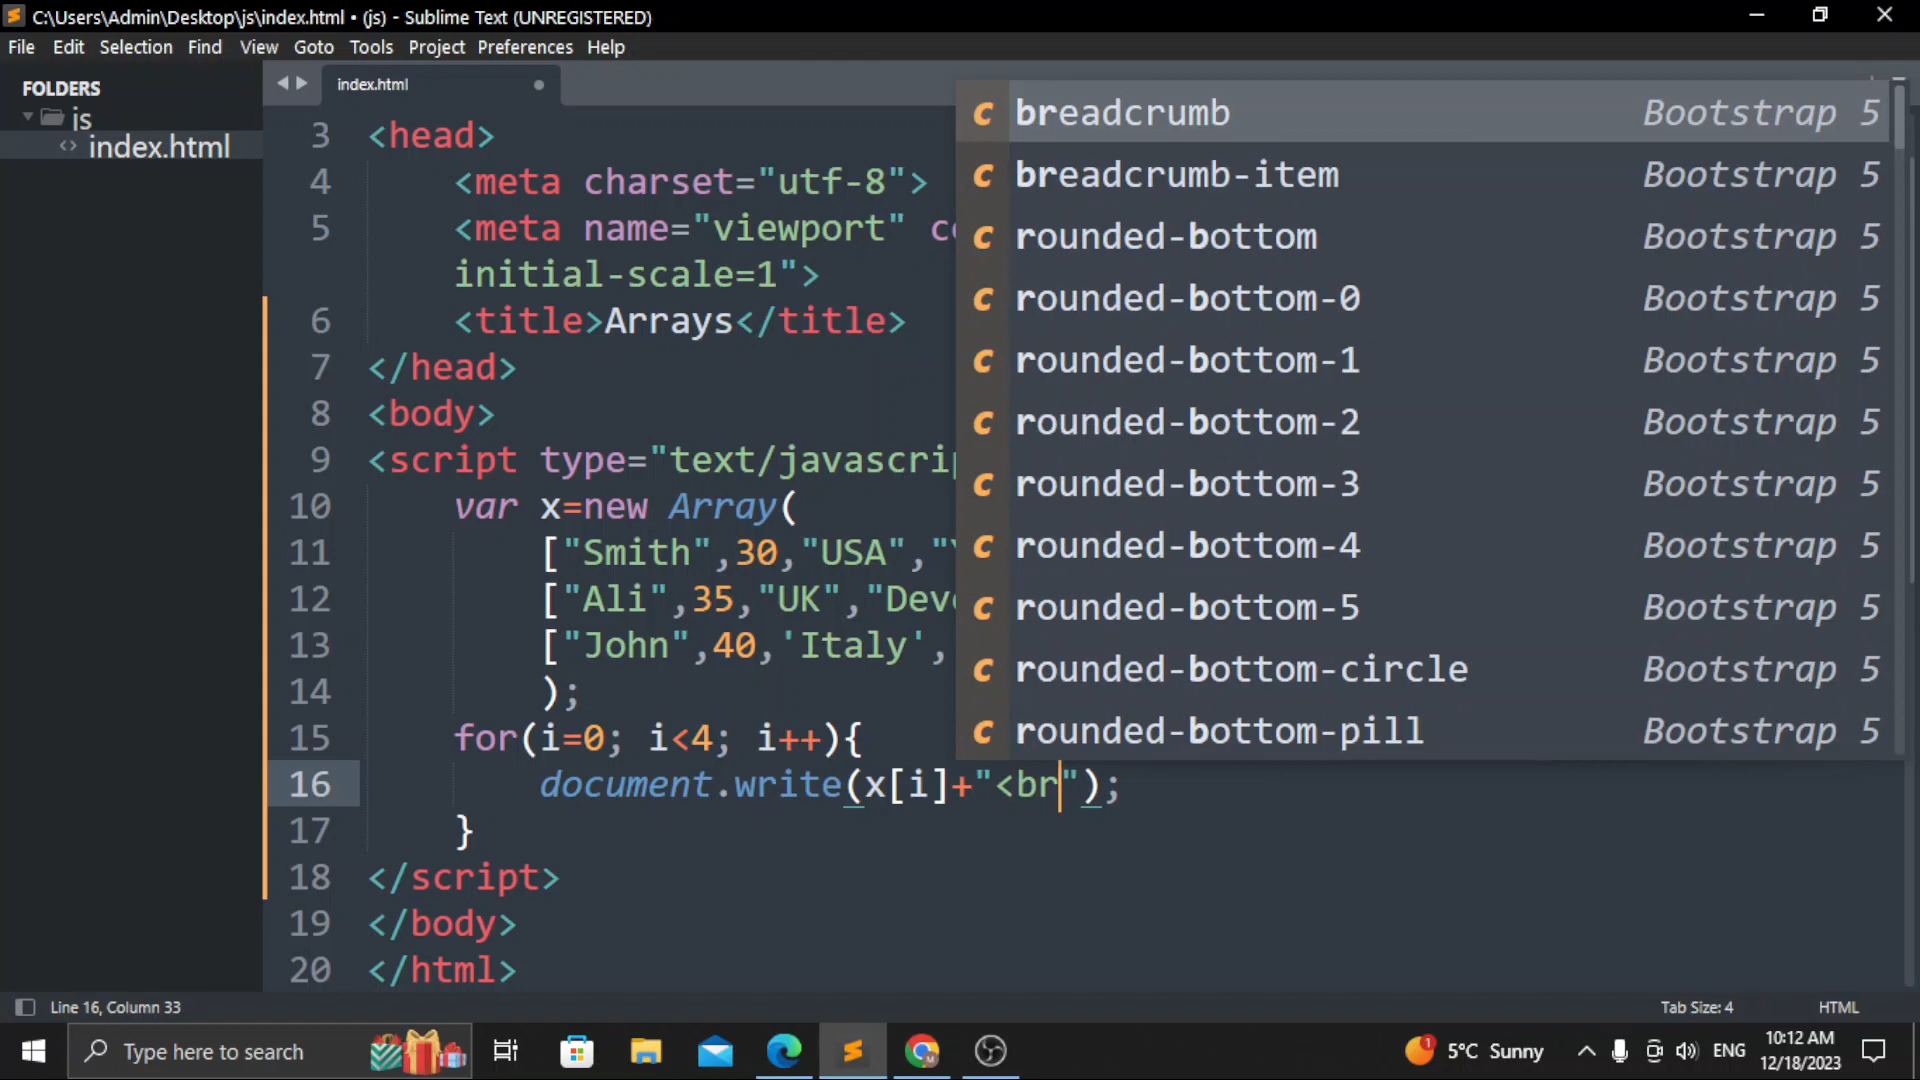 C:\Users\Admin\Desktop\js\index.html • (js) - Sublime Text (UNREGISTERED)
File Edit Selection Find View Goto Tools Project Preferences Help
FOLDERS
js
index.html
index.html
3 <head>
4 <meta charset="utf-8">
5 <meta name="viewport"
initial-scale=1">
6 <title>Arrays</title>
7 </head>
8 <body>
9 <script type="text/javascrip
10 var x=new Array(
11 ["Smith",30,"USA","
12 ["Ali",35,"UK","Deve
13 ["John",40,'Italy',
14 );
15 for(i=0; i<4; i++){
16 document.write(x[i]+"<br");
17 }
18 </script>
19 </body>
20 </html>
c breadcrumb Bootstrap 5
c breadcrumb-item Bootstrap 5
c rounded-bottom Bootstrap 5
c rounded-bottom-0 Bootstrap 5
c rounded-bottom-1 Bootstrap 5
c rounded-bottom-2 Bootstrap 5
c rounded-bottom-3 Bootstrap 5
c rounded-bottom-4 Bootstrap 5
c rounded-bottom-5 Bootstrap 5
c rounded-bottom-circle Bootstrap 5
c rounded-bottom-pill Bootstrap 5
Line 16, Column 33
Tab Size: 4 HTML
Type here to search
1 5°C Sunny
ENG
10:12 AM
12/18/2023